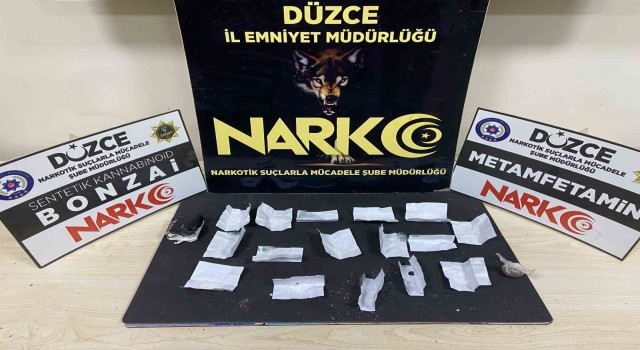 DÜZCE
İL EMNİYET MÜDÜRLÜĞÜ
NARKO
NARKOTİK SUÇLARLA MÜCADELE ŞUBE MÜDÜRLÜĞÜ
DÜZCE
NARKOTİK SUÇLARLA MÜCADELE
ŞUBE MÜDÜRLÜĞÜ
SENTETİK KANNABİNOİD
BONZAİ
NARKO
DÜZCE
NARKOTİK SUÇLARLA MÜCADELE
ŞUBE MÜDÜRLÜĞÜ
METAMFETAMİN
NARKO